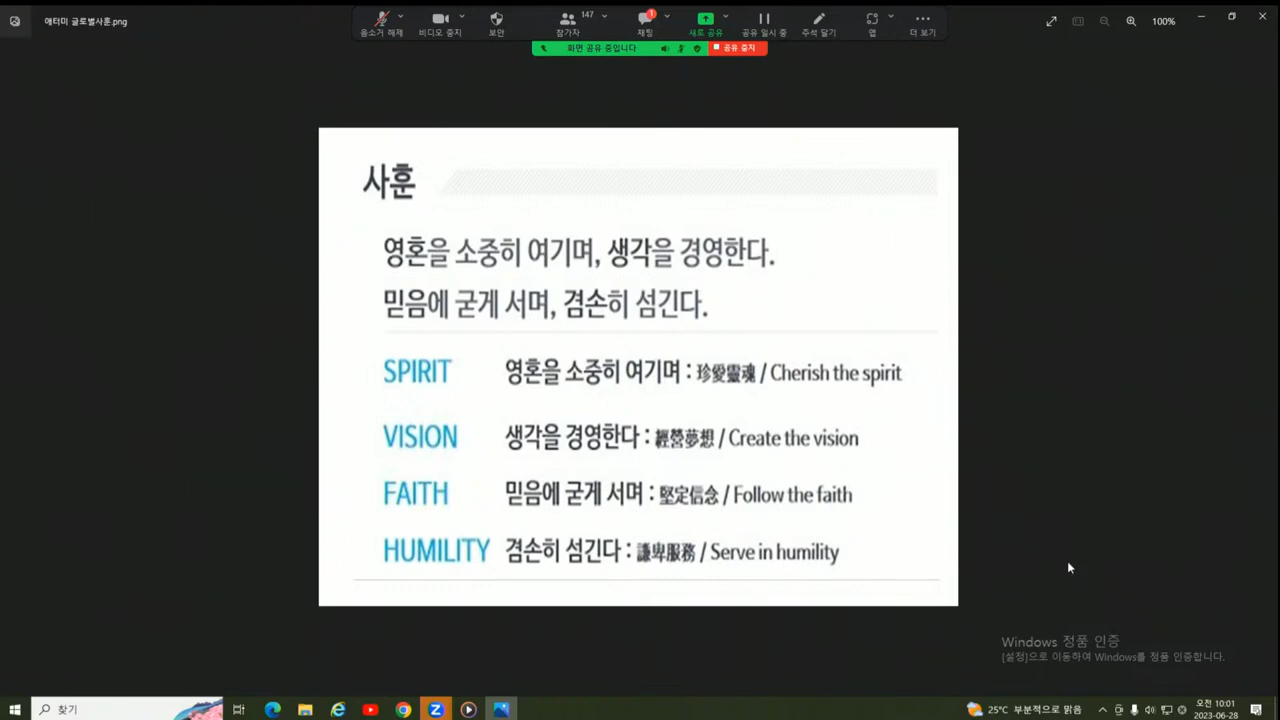 애터미 글로벌사훈.png
음소거 해제
비디오 중지
보안
147
참가자
1
채팅
새로 공유
공유 일시 중
주석 달기
앱
더 보기
100%
화면 공유 중입니다
공유 중지
사훈
영혼을 소중히 여기며, 생각을 경영한다.
믿음에 굳게 서며, 겸손히 섬긴다.
SPIRIT 영혼을 소중히 여기며 : 珍愛靈魂 / Cherish the spirit
VISION 생각을 경영한다 : 經營夢想 / Create the vision
FAITH 믿음에 굳게 서며 : 堅定信念 / Follow the faith
HUMILITY 겸손히 섬긴다 : 謙卑服務 / Serve in humility
Windows 정품 인증
[설정]으로 이동하여 Windows를 정품 인증합니다.
찾기
25°C 부분적으로 맑음
오전 10:01
2023-06-28